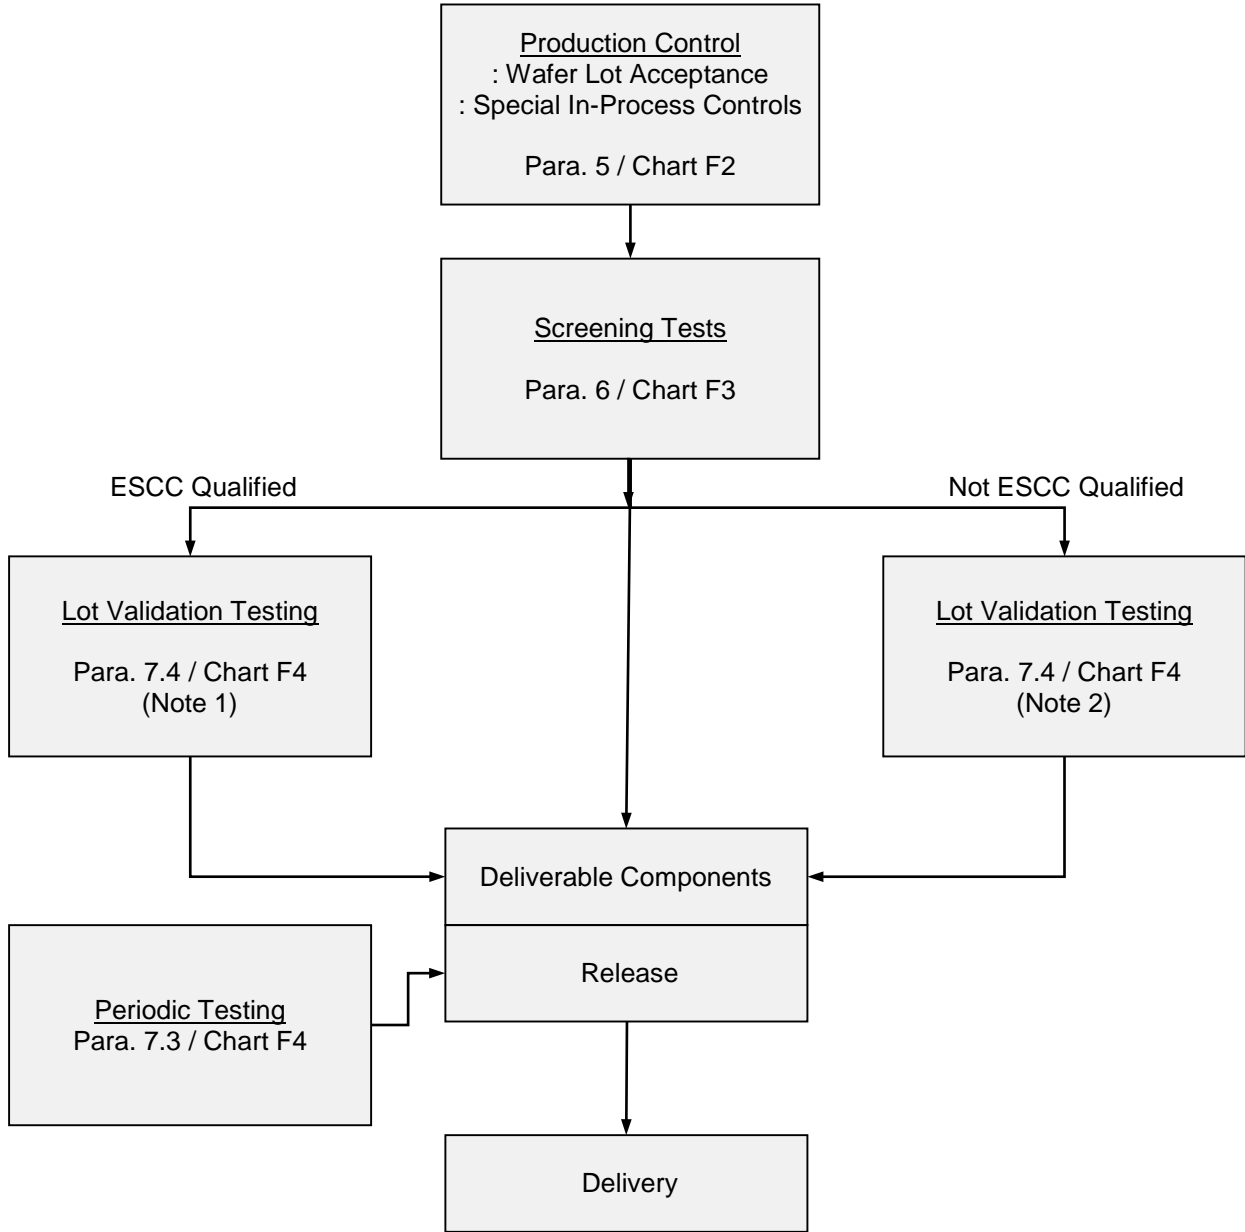 Production Control
: Wafer Lot Acceptance
: Special In-Process Controls
Para. 5 / Chart F2
Screening Tests
Para. 6 / Chart F3
ESCC Qualified
Not ESCC Qualified
Lot Validation Testing
Para. 7.4 / Chart F4
(Note 1)
Lot Validation Testing
Para. 7.4 / Chart F4
(Note 2)
Deliverable Components
Release
Periodic Testing
Para. 7.3 / Chart F4
Delivery